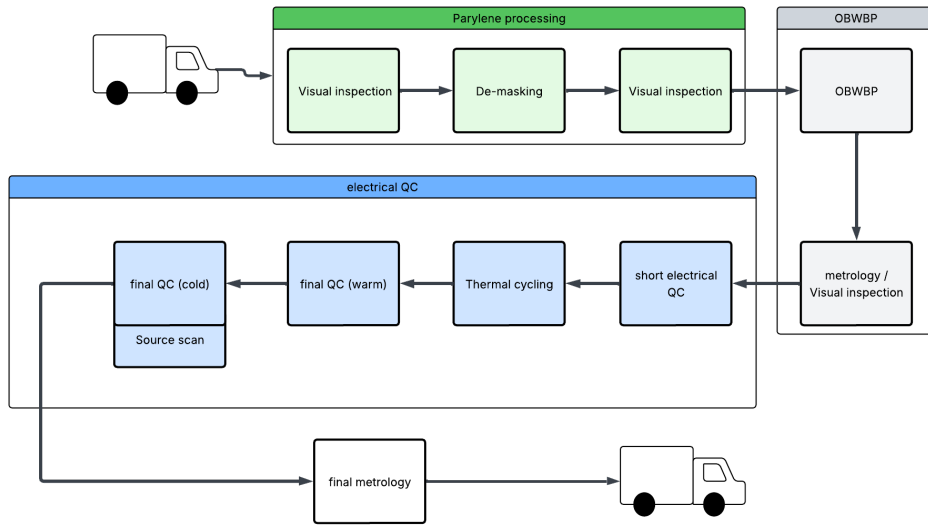 Parylene processing
OBWBP
Visual inspection
De-masking
Visual inspection
OBWBP
electrical QC
final QC (cold)
final QC (warm)
Thermal cycling
short electrical
QC
metrology /
Visual inspection
Source scan
final metrology